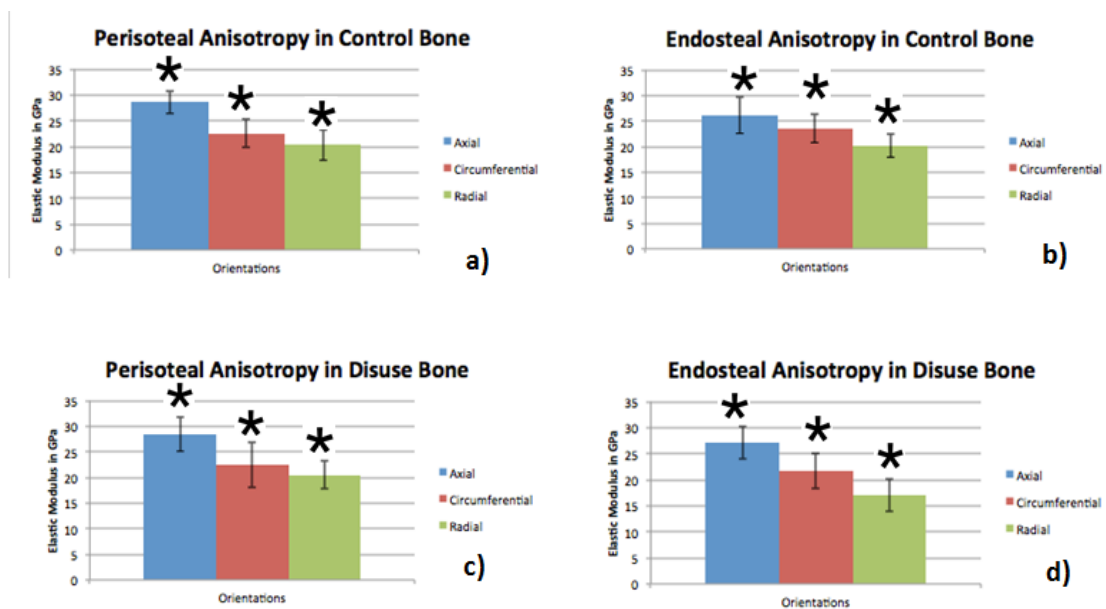 Perisoteal Anisotropy in Control Bone
35
30
25
20
15
10
5
0
Elastic Modulus in GPa
* * *
Axial
Circumferential
Radial
Orientations
a)
Endosteal Anisotropy in Control Bone
35
30
25
20
15
10
5
0
Elastic Modulus in GPa
* * *
Axial
Circumferential
Radial
Orientations
b)
Perisoteal Anisotropy in Disuse Bone
35
30
25
20
15
10
5
0
Elastic Modulus in GPa
* * *
Axial
Circumferential
Radial
Orientations
c)
Endosteal Anisotropy in Disuse Bone
35
30
25
20
15
10
5
0
Elastic Modulus in GPa
* * *
Axial
Circumferential
Radial
Orientations
d)